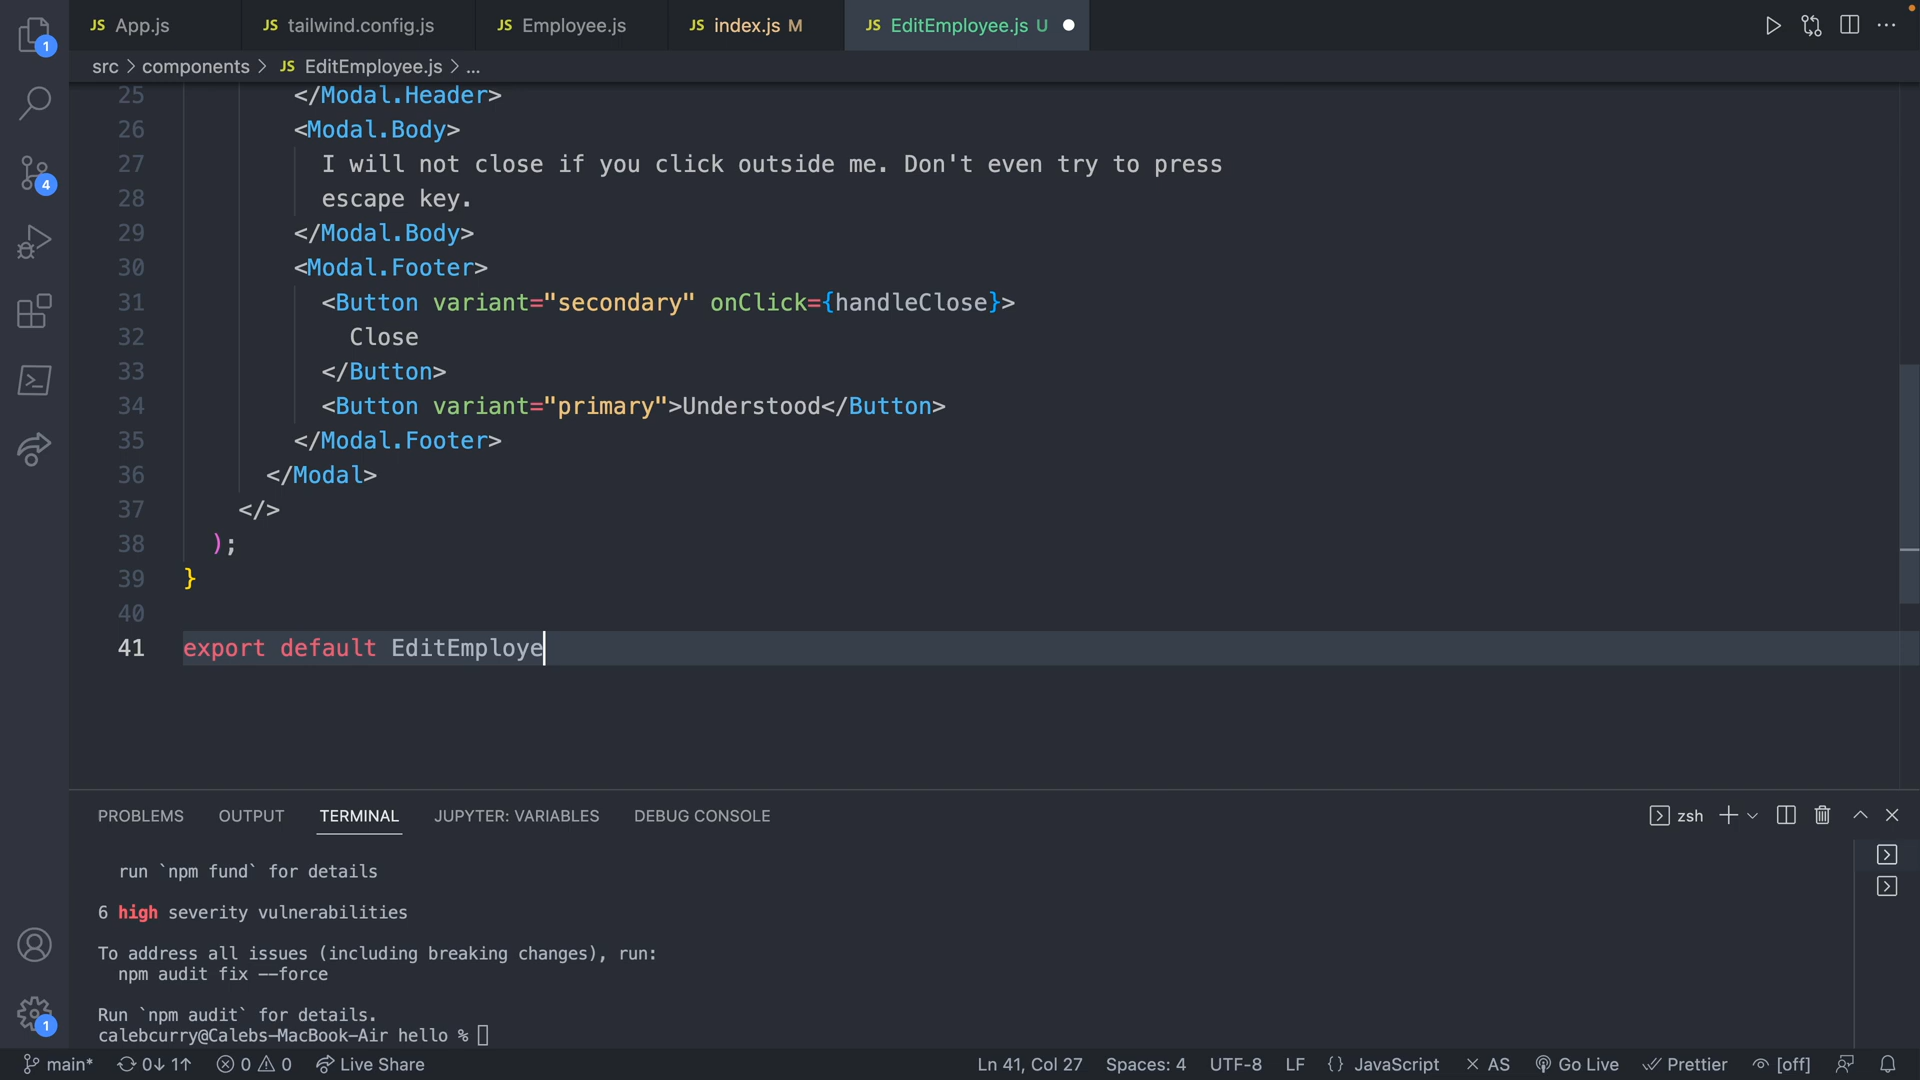 1
4
1
JS App.js
JS tailwind.config.js
JS Employee.js
JS index.js M
JS EditEmployee.js U
src > components > JS EditEmployee.js > ...
25 </Modal.Header>
26 <Modal.Body>
27 I will not close if you click outside me. Don't even try to press
28 escape key.
29 </Modal.Body>
30 <Modal.Footer>
31 <Button variant="secondary" onClick={handleClose}>
32 Close
33 </Button>
34 <Button variant="primary">Understood</Button>
35 </Modal.Footer>
36 </Modal>
37 </>
38 );
39 }
40
41 export default EditEmploye
PROBLEMS OUTPUT TERMINAL JUPYTER: VARIABLES DEBUG CONSOLE
zsh
run `npm fund` for details
6 high severity vulnerabilities
To address all issues (including breaking changes), run:
npm audit fix --force
Run `npm audit` for details.
calebcurry@Calebs-MacBook-Air hello %
main* 0↓ 1↑ 0 0 Live Share Ln 41, Col 27 Spaces: 4 UTF-8 LF {} JavaScript × AS Go Live Prettier [off]